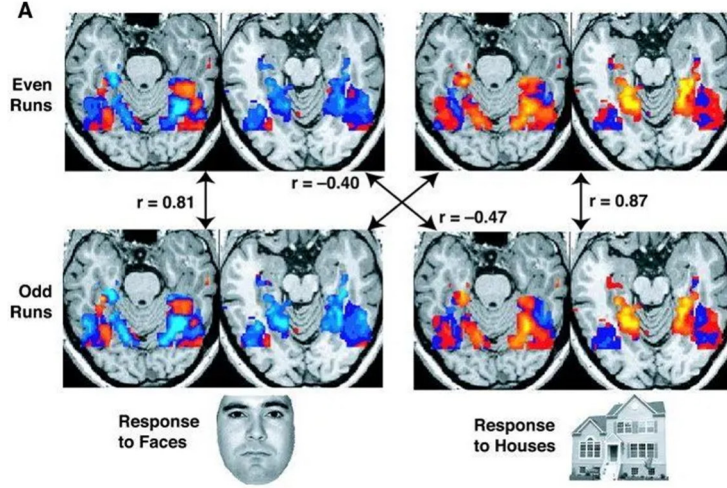 A
Even
Runs
r = 0.81
r = –0.40
r = –0.47
r = 0.87
Odd
Runs
Response
to Faces
Response
to Houses